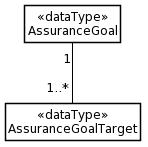 «dataType»
AssuranceGoal
1
1..*
«dataType»
AssuranceGoalTarget